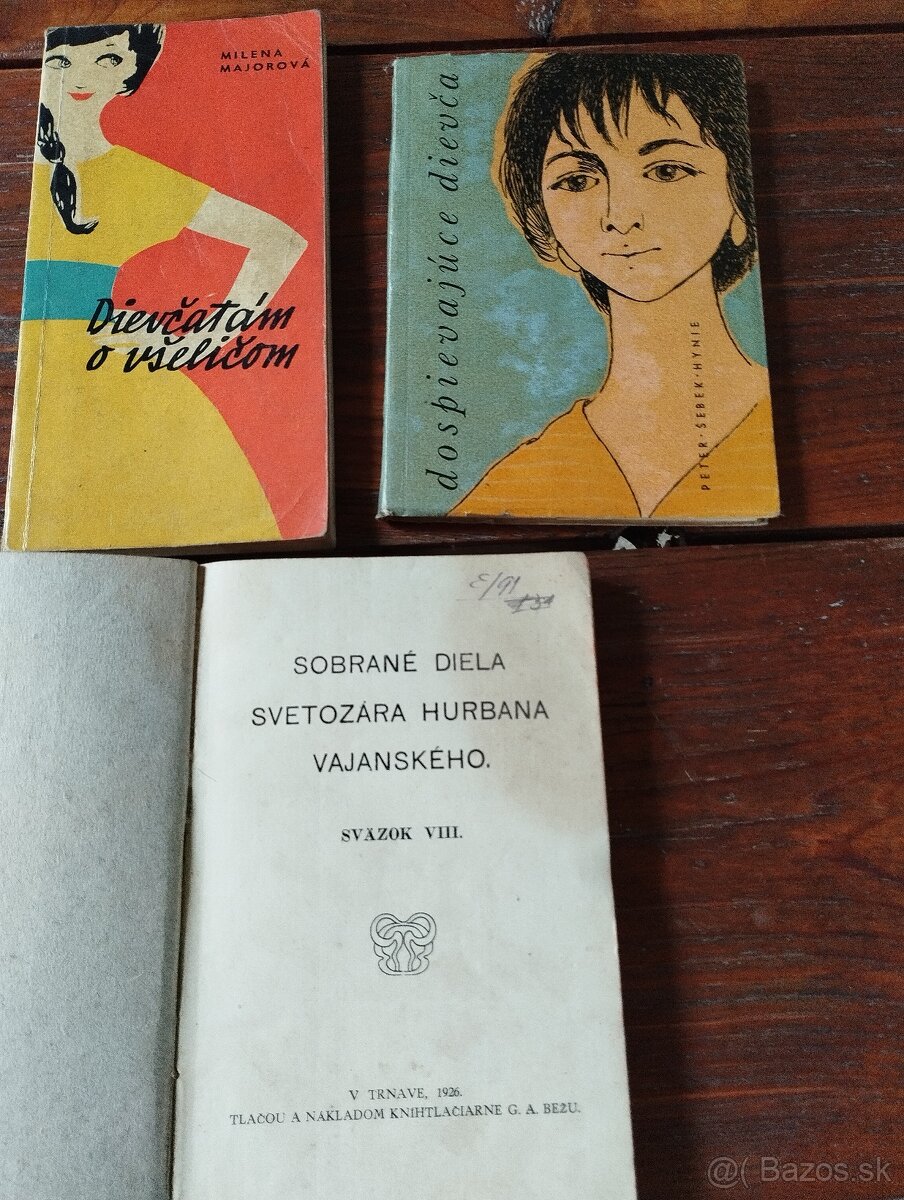 MILENA
MAJOROVÁ
Dievčatám
o všeličom
dospievajúce dievča
PETER·ŠEBEK·HYNIE
E/91
SOBRANÉ DIELA
SVETOZÁRA HURBANA
VAJANSKÉHO.
SVÄZOK VIII.
V TRNAVE, 1926.
TLAČOU A NÁKLADOM KNIHTLAČIARNE G. A. BEŽU.
@( Bazos.sk